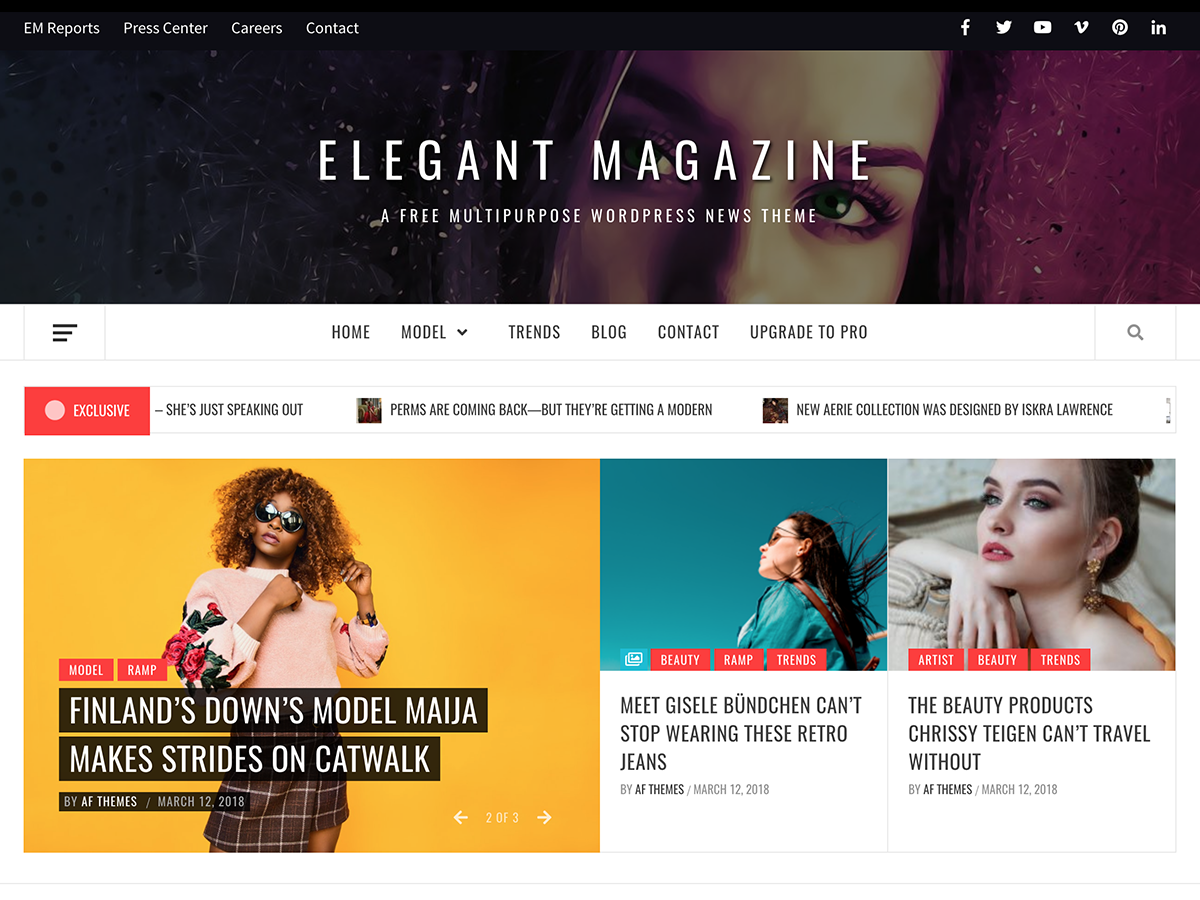 EM Reports Press Center Careers Contact
ELEGANT MAGAZINE
A FREE MULTIPURPOSE WORDPRESS NEWS THEME
HOME MODEL TRENDS BLOG CONTACT UPGRADE TO PRO
EXCLUSIVE – SHE'S JUST SPEAKING OUT PERMS ARE COMING BACK—BUT THEY'RE GETTING A MODERN NEW AERIE COLLECTION WAS DESIGNED BY ISKRA LAWRENCE
MODEL RAMP
FINLAND'S DOWN'S MODEL MAIJA
MAKES STRIDES ON CATWALK
BY AF THEMES / MARCH 12, 2018
2 OF 3
BEAUTY RAMP TRENDS
MEET GISELE BÜNDCHEN CAN'T
STOP WEARING THESE RETRO
JEANS
BY AF THEMES / MARCH 12, 2018
ARTIST BEAUTY TRENDS
THE BEAUTY PRODUCTS
CHRISSY TEIGEN CAN'T TRAVEL
WITHOUT
BY AF THEMES / MARCH 12, 2018